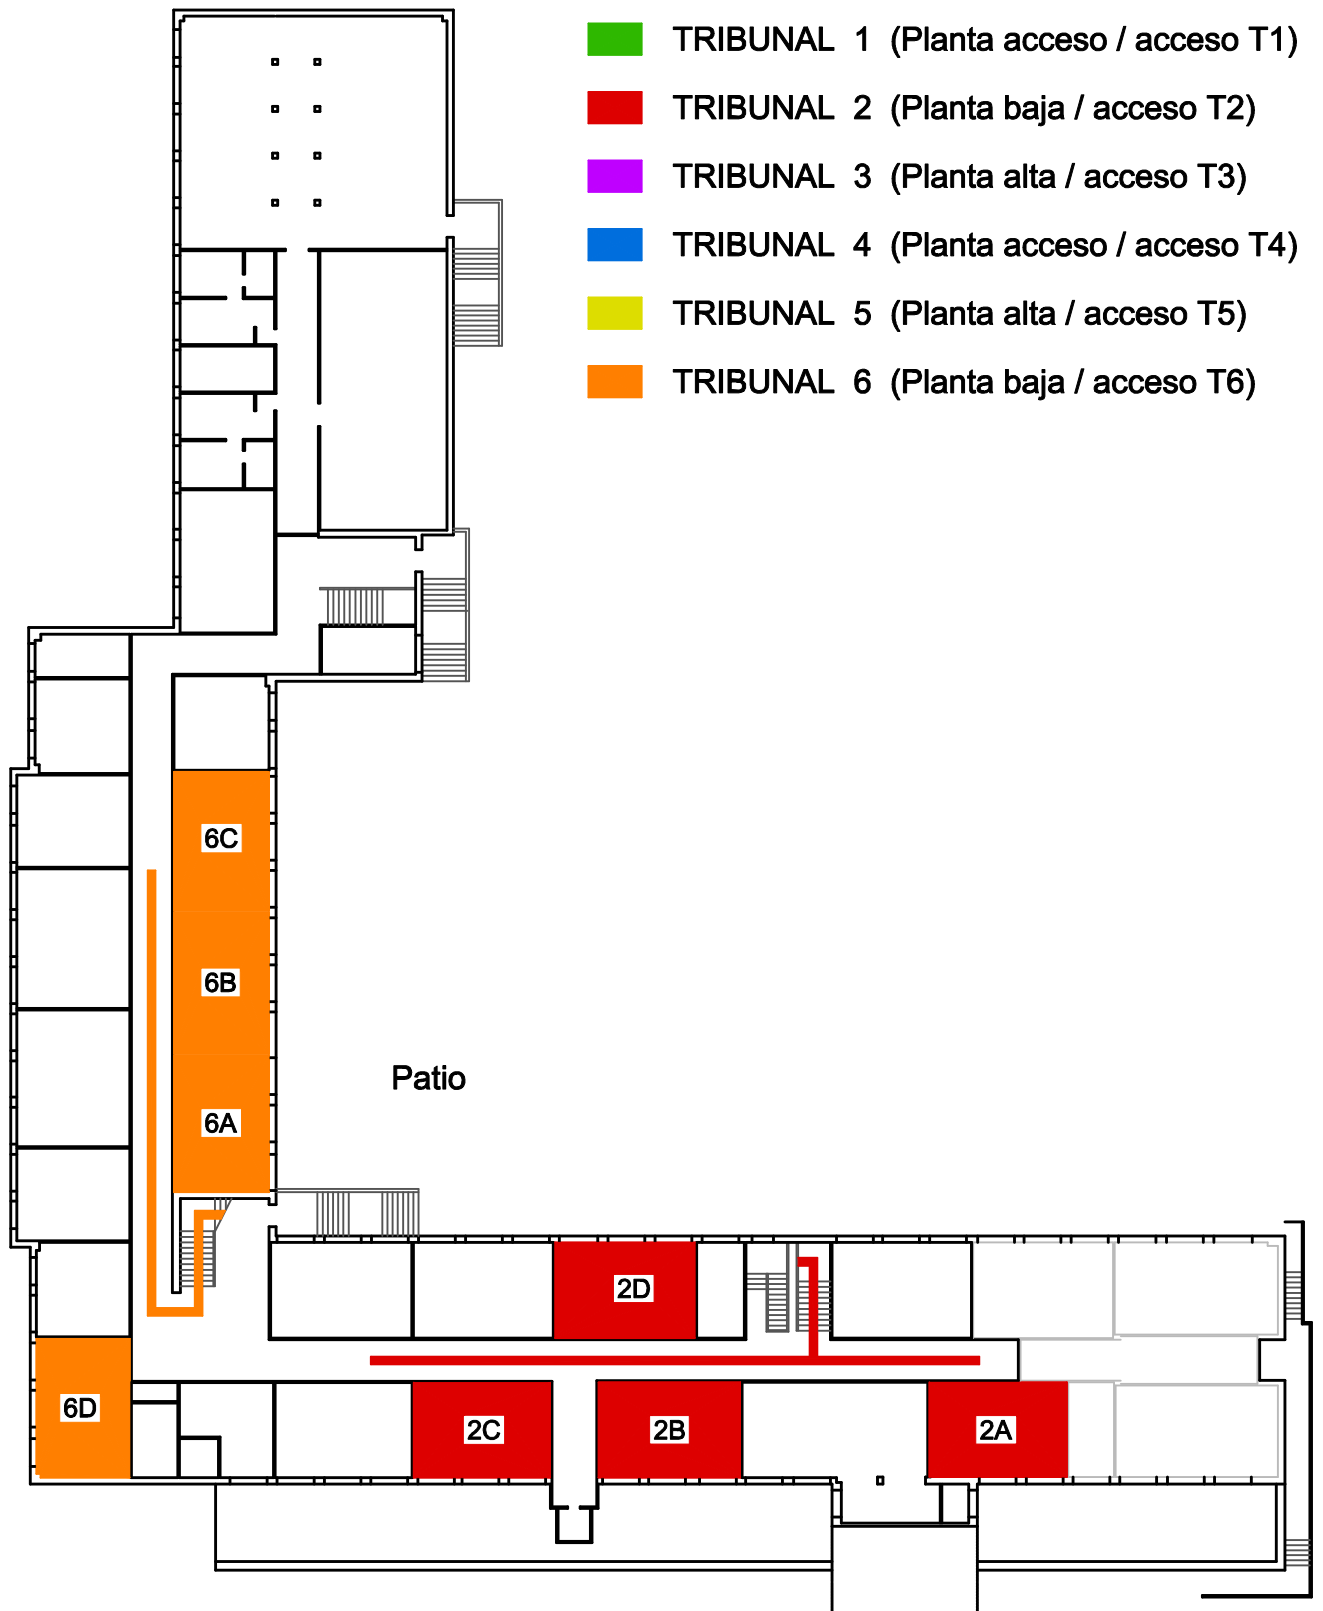 TRIBUNAL 1 (Planta acceso / acceso T1)
TRIBUNAL 2 (Planta baja / acceso T2)
TRIBUNAL 3 (Planta alta / acceso T3)
TRIBUNAL 4 (Planta acceso / acceso T4)
TRIBUNAL 5 (Planta alta / acceso T5)
TRIBUNAL 6 (Planta baja / acceso T6)
6C
6B
Patio
6A
2D
6D
2C
2B
2A